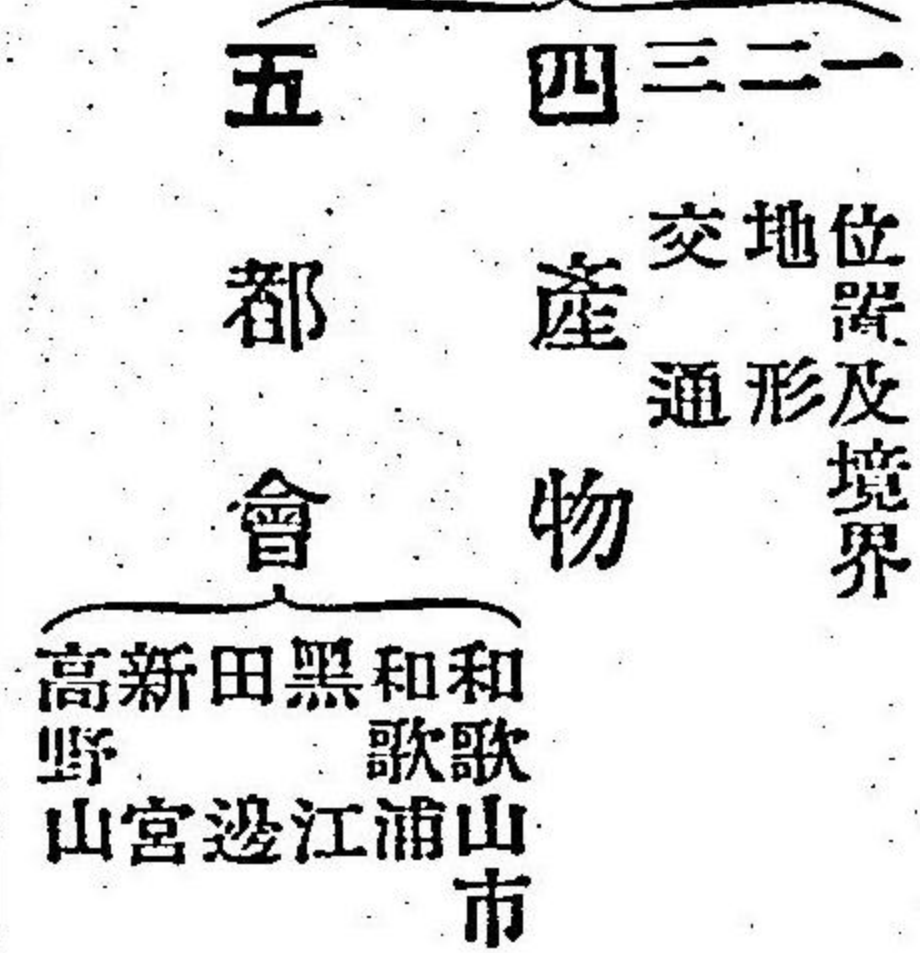 一 位置及境界
二 地形
三 交通
四 產物
五 都會
和歌山市
和歌浦
黑江
田邊
新宮
高野山